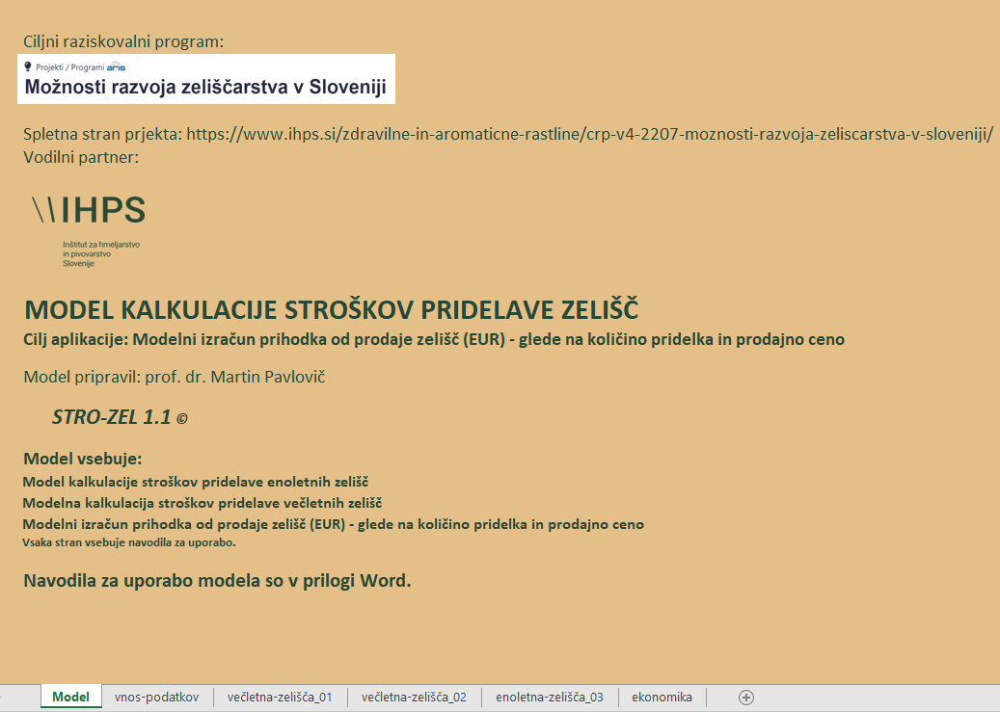 Ciljni raziskovalni program:
Projekti / Programi aris
Možnosti razvoja zeliščarstva v Sloveniji
Spletna stran prjekta: https://www.ihps.si/zdravilne-in-aromaticne-rastline/crp-v4-2207-moznosti-razvoja-zeliscarstva-v-sloveniji/
Vodilni partner:
\\IHPS
Inštitut za hmeljarstvo
in pivovarstvo
Slovenije
MODEL KALKULACIJE STROŠKOV PRIDELAVE ZELIŠČ
Cilj aplikacije: Modelni izračun prihodka od prodaje zelišč (EUR) - glede na količino pridelka in prodajno ceno
Model pripravil: prof. dr. Martin Pavlovič
STRO-ZEL 1.1 ©
Model vsebuje:
Model kalkulacije stroškov pridelave enoletnih zelišč
Modelna kalkulacija stroškov pridelave večletnih zelišč
Modelni izračun prihodka od prodaje zelišč (EUR) - glede na količino pridelka in prodajno ceno
Vsaka stran vsebuje navodila za uporabo.
Navodila za uporabo modela so v prilogi Word.
Model vnos-podatkov večletna-zelišča_01 večletna-zelišča_02 enoletna-zelišča_03 ekonomika